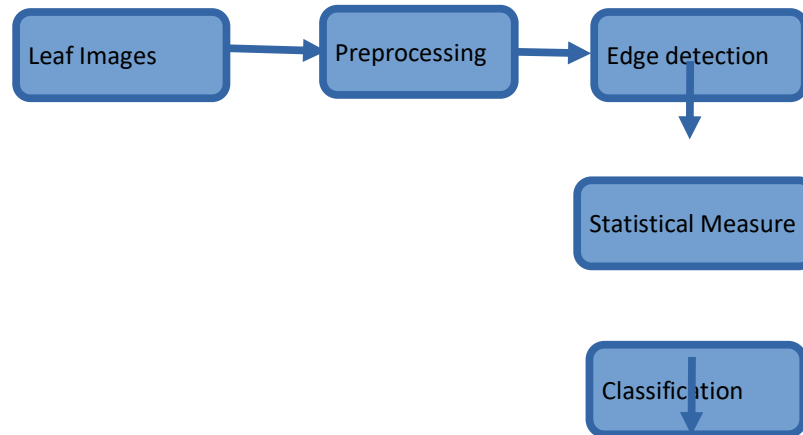 Leaf Images
Preprocessing
Edge detection
Statistical Measure
Classification